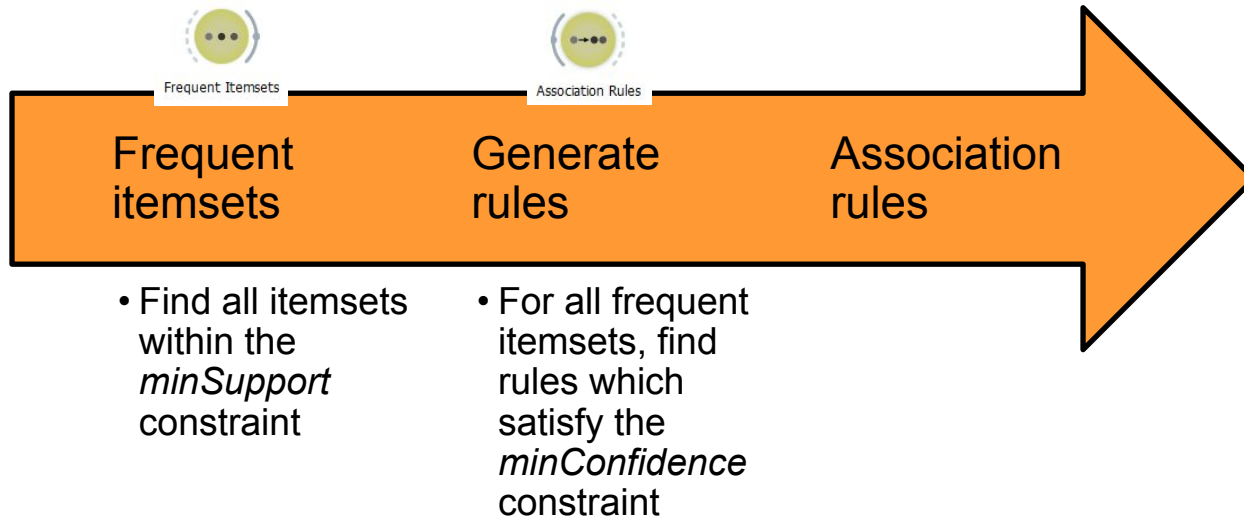 Frequent Itemsets
Association Rules
Frequent
itemsets
Generate
rules
Association
rules
• Find all itemsets
within the
minSupport
constraint
• For all frequent
itemsets, find
rules which
satisfy the
minConfidence
constraint